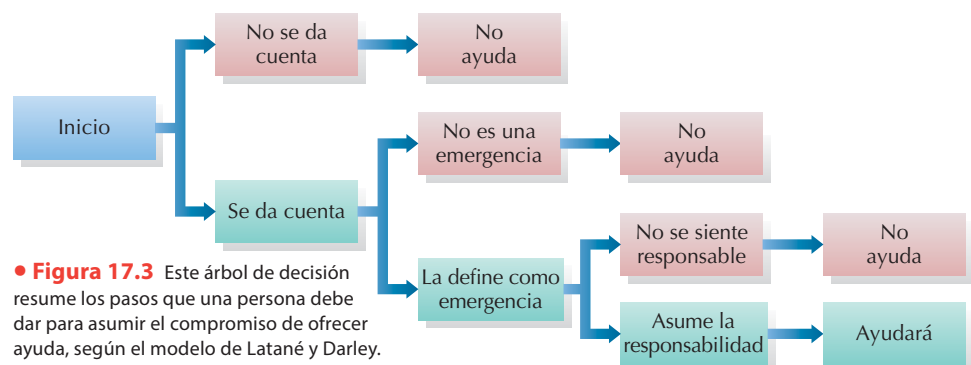 No se da
cuenta
No
ayuda
Inicio
No es una
emergencia
No
ayuda
Se da cuenta
No se siente
responsable
No
ayuda
La define como
emergencia
Asume la
responsabilidad
Ayudará
• Figura 17.3 Este árbol de decisión
resume los pasos que una persona debe
dar para asumir el compromiso de ofrecer
ayuda, según el modelo de Latané y Darley.